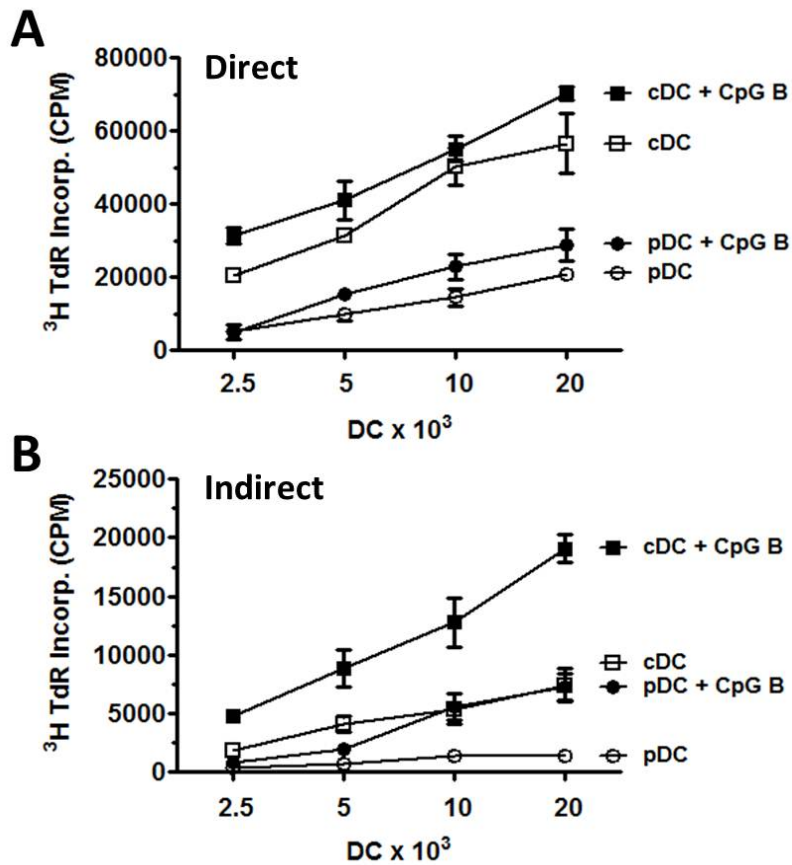 A
Direct
³H TdR Incorp. (CPM)
80000
60000
40000
20000
0
2.5 5 10 20
DC x 10³
cDC + CpG B
cDC
pDC + CpG B
pDC
B
Indirect
³H TdR Incorp. (CPM)
25000
20000
15000
10000
5000
0
2.5 5 10 20
DC x 10³
cDC + CpG B
cDC
pDC + CpG B
pDC